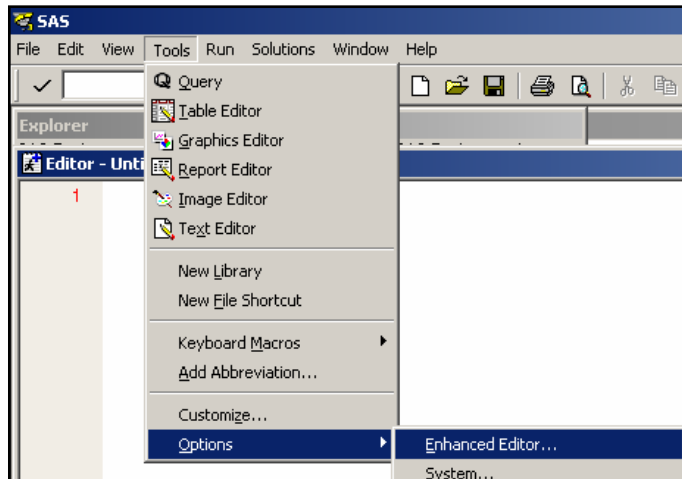 SAS
File Edit View Tools Run Solutions Window Help
Query
Explorer
Table Editor
Graphics Editor
Editor - Unti
Report Editor
1
Image Editor
Text Editor
New Library
New File Shortcut
Keyboard Macros
Add Abbreviation...
Customize...
Options
Enhanced Editor...
System...